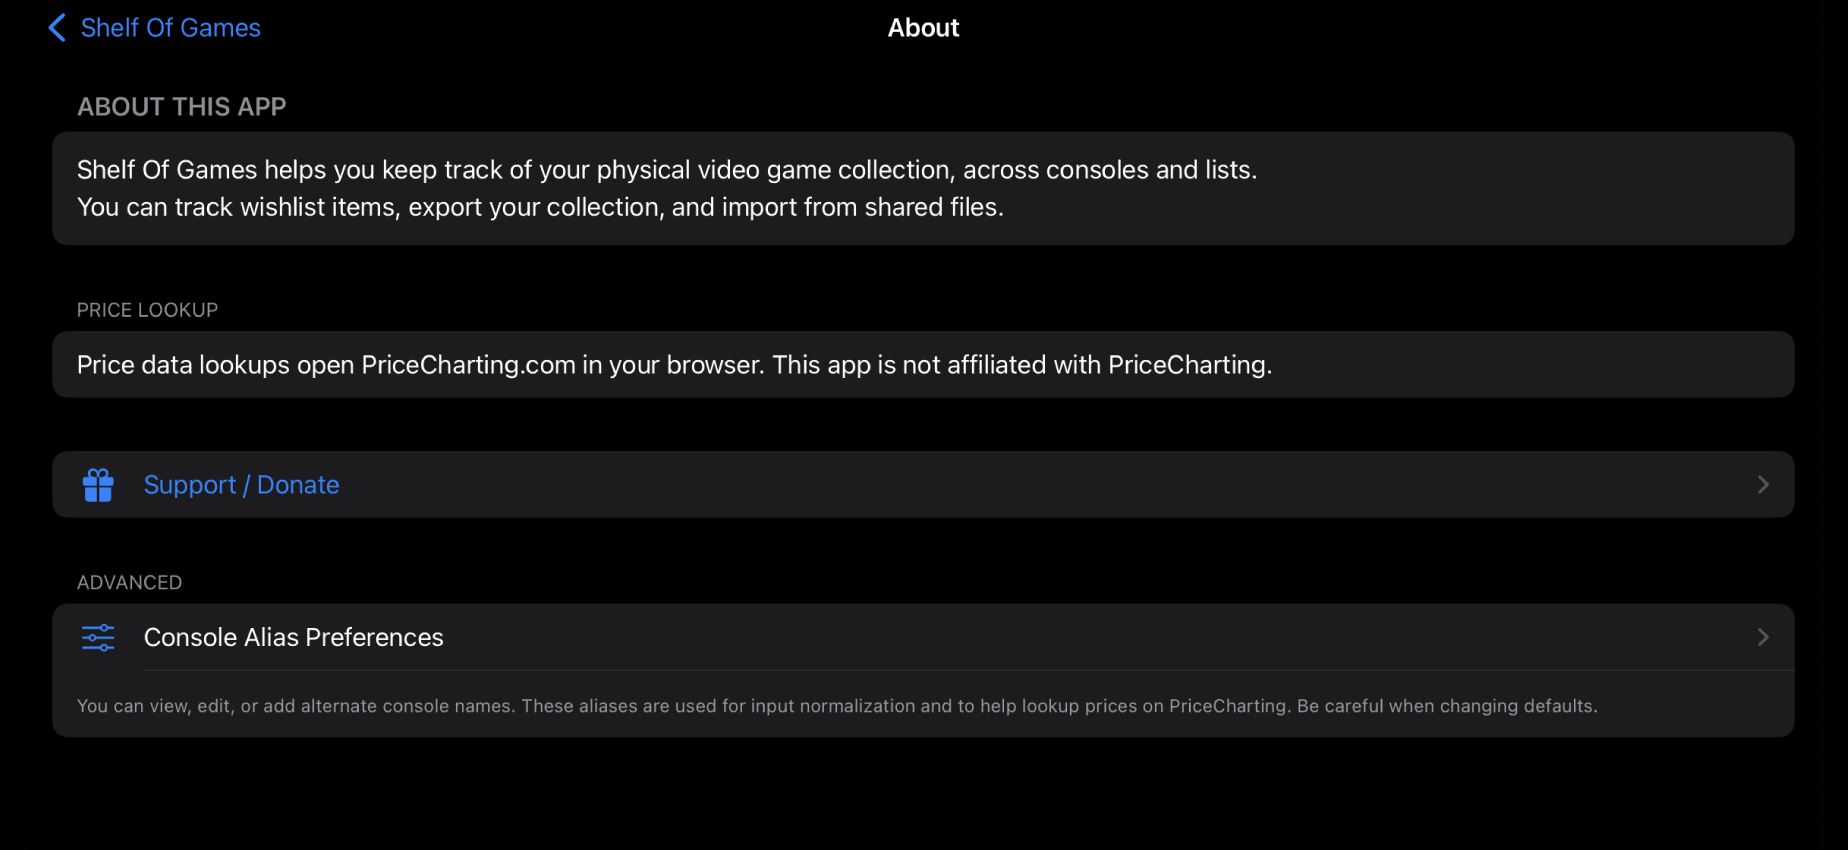 Shelf Of Games
About
ABOUT THIS APP
Shelf Of Games helps you keep track of your physical video game collection, across consoles and lists.
You can track wishlist items, export your collection, and import from shared files.
PRICE LOOKUP
Price data lookups open PriceCharting.com in your browser. This app is not affiliated with PriceCharting.
Support / Donate
ADVANCED
Console Alias Preferences
You can view, edit, or add alternate console names. These aliases are used for input normalization and to help lookup prices on PriceCharting. Be careful when changing defaults.